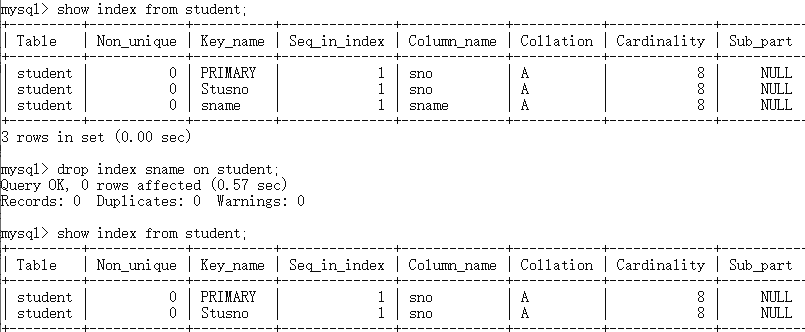 mysql> show index from student;
+---------+------------+----------+--------------+-------------+-----------+-------------+----------
| Table | Non_unique | Key_name | Seq_in_index | Column_name | Collation | Cardinality | Sub_part
+---------+------------+----------+--------------+-------------+-----------+-------------+----------
| student | 0 | PRIMARY | 1 | sno | A | 8 | NULL
| student | 0 | Stusno | 1 | sno | A | 8 | NULL
| student | 0 | sname | 1 | sname | A | 8 | NULL
+---------+------------+----------+--------------+-------------+-----------+-------------+----------
3 rows in set (0.00 sec)
mysql> drop index sname on student;
Query OK, 0 rows affected (0.57 sec)
Records: 0 Duplicates: 0 Warnings: 0
mysql> show index from student;
+---------+------------+----------+--------------+-------------+-----------+-------------+----------
| Table | Non_unique | Key_name | Seq_in_index | Column_name | Collation | Cardinality | Sub_part
+---------+------------+----------+--------------+-------------+-----------+-------------+----------
| student | 0 | PRIMARY | 1 | sno | A | 8 | NULL
| student | 0 | Stusno | 1 | sno | A | 8 | NULL
+---------+------------+----------+--------------+-------------+-----------+-------------+----------